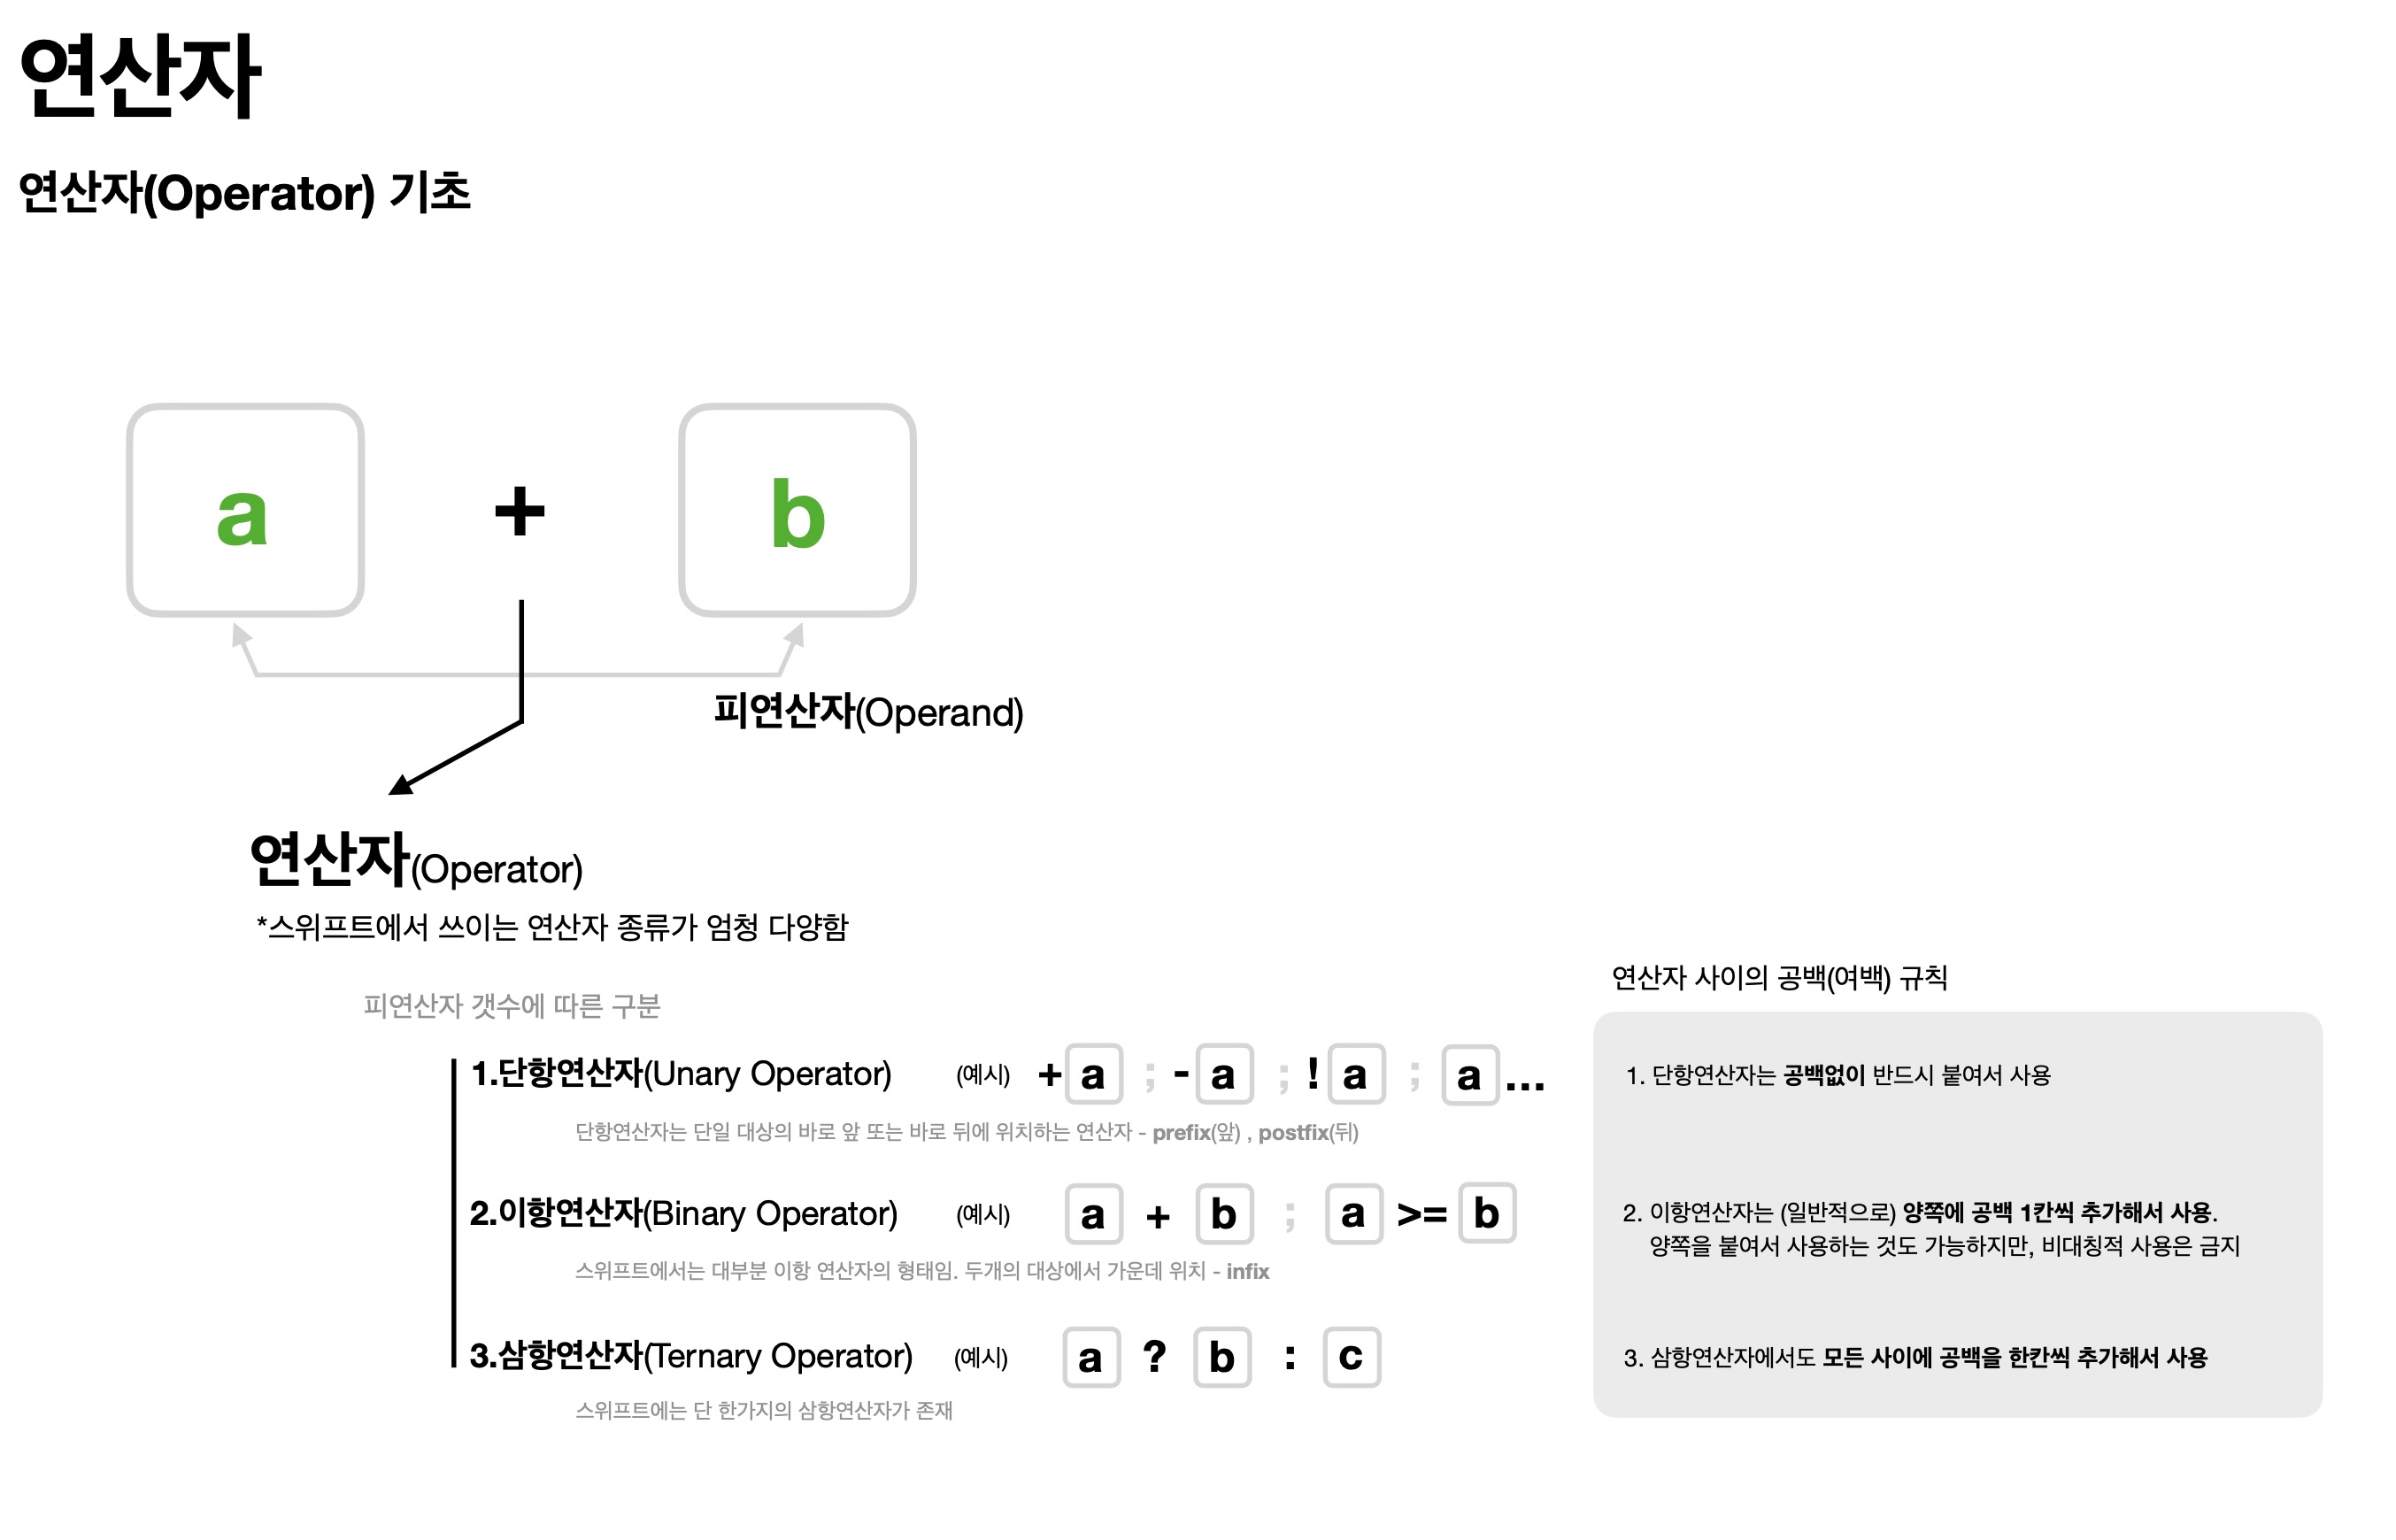 연산자
연산자(Operator) 기초
a + b
피연산자(Operand)
연산자(Operator)
*스위프트에서 쓰이는 연산자 종류가 엄청 다양함
피연산자 갯수에 따른 구분
1.단항연산자(Unary Operator) (예시) +a ; -a ; !a ; a...
단항연산자는 단일 대상의 바로 앞 또는 바로 뒤에 위치하는 연산자 - prefix(앞) , postfix(뒤)
2.이항연산자(Binary Operator) (예시) a + b ; a >= b
스위프트에서는 대부분 이항 연산자의 형태임. 두개의 대상에서 가운데 위치 - infix
3.삼항연산자(Ternary Operator) (예시) a ? b : c
스위프트에는 단 한가지의 삼항연산자가 존재
연산자 사이의 공백(여백) 규칙
1. 단항연산자는 공백없이 반드시 붙여서 사용
2. 이항연산자는 (일반적으로) 양쪽에 공백 1칸씩 추가해서 사용.
양쪽을 붙여서 사용하는 것도 가능하지만, 비대칭적 사용은 금지
3. 삼항연산자에서도 모든 사이에 공백을 한칸씩 추가해서 사용